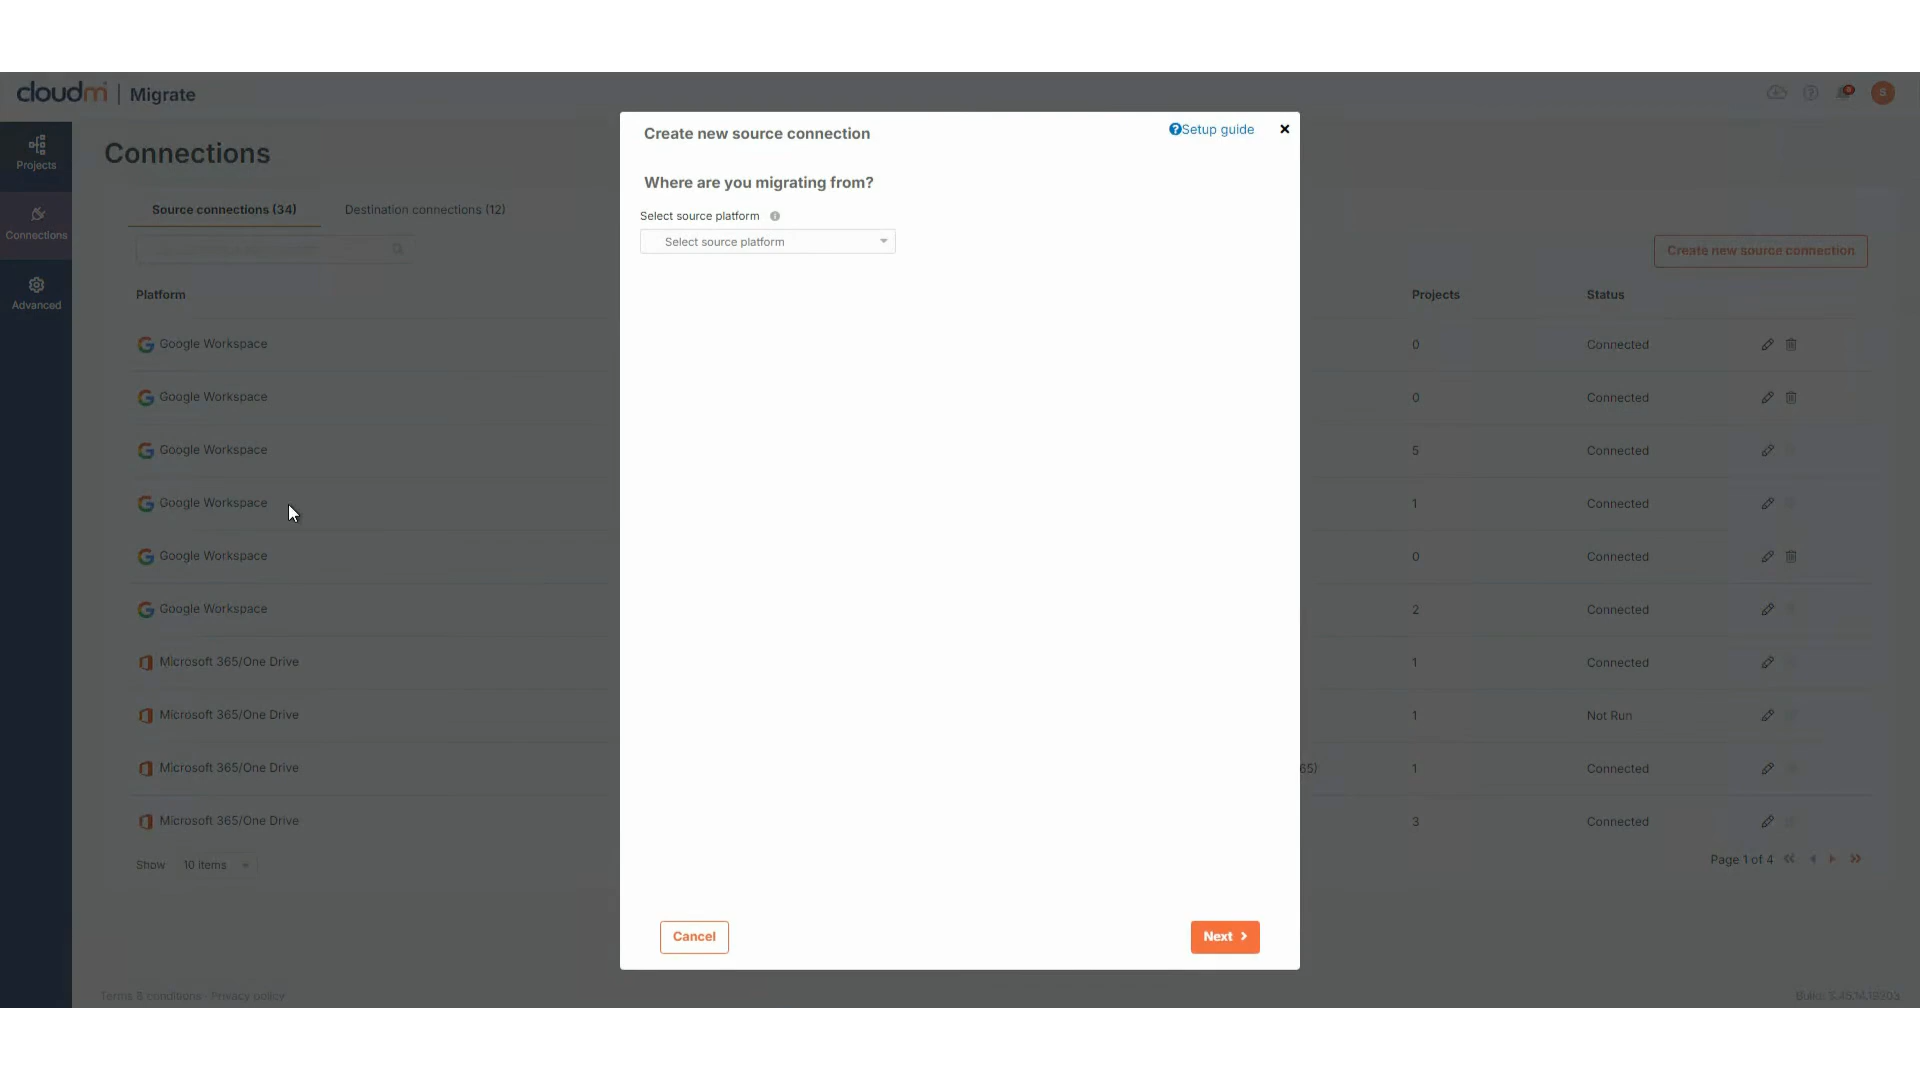 cloudm | Migrate
S
Projects
Connections
Advanced
Connections
Source connections (34) Destination connections (12)
Create new source connection
Platform Projects Status
Google Workspace 0 Connected
Google Workspace 0 Connected
Google Workspace 5 Connected
Google Workspace 1 Connected
Google Workspace 0 Connected
Google Workspace 2 Connected
Microsoft 365/One Drive 1 Connected
Microsoft 365/One Drive 1 Not Run
Microsoft 365/One Drive 65) 1 Connected
Microsoft 365/One Drive 3 Connected
Show 10 items
Page 1 of 4
Terms & conditions · Privacy policy
Create new source connection
Setup guide
Where are you migrating from?
Select source platform
Select source platform
Cancel
Next